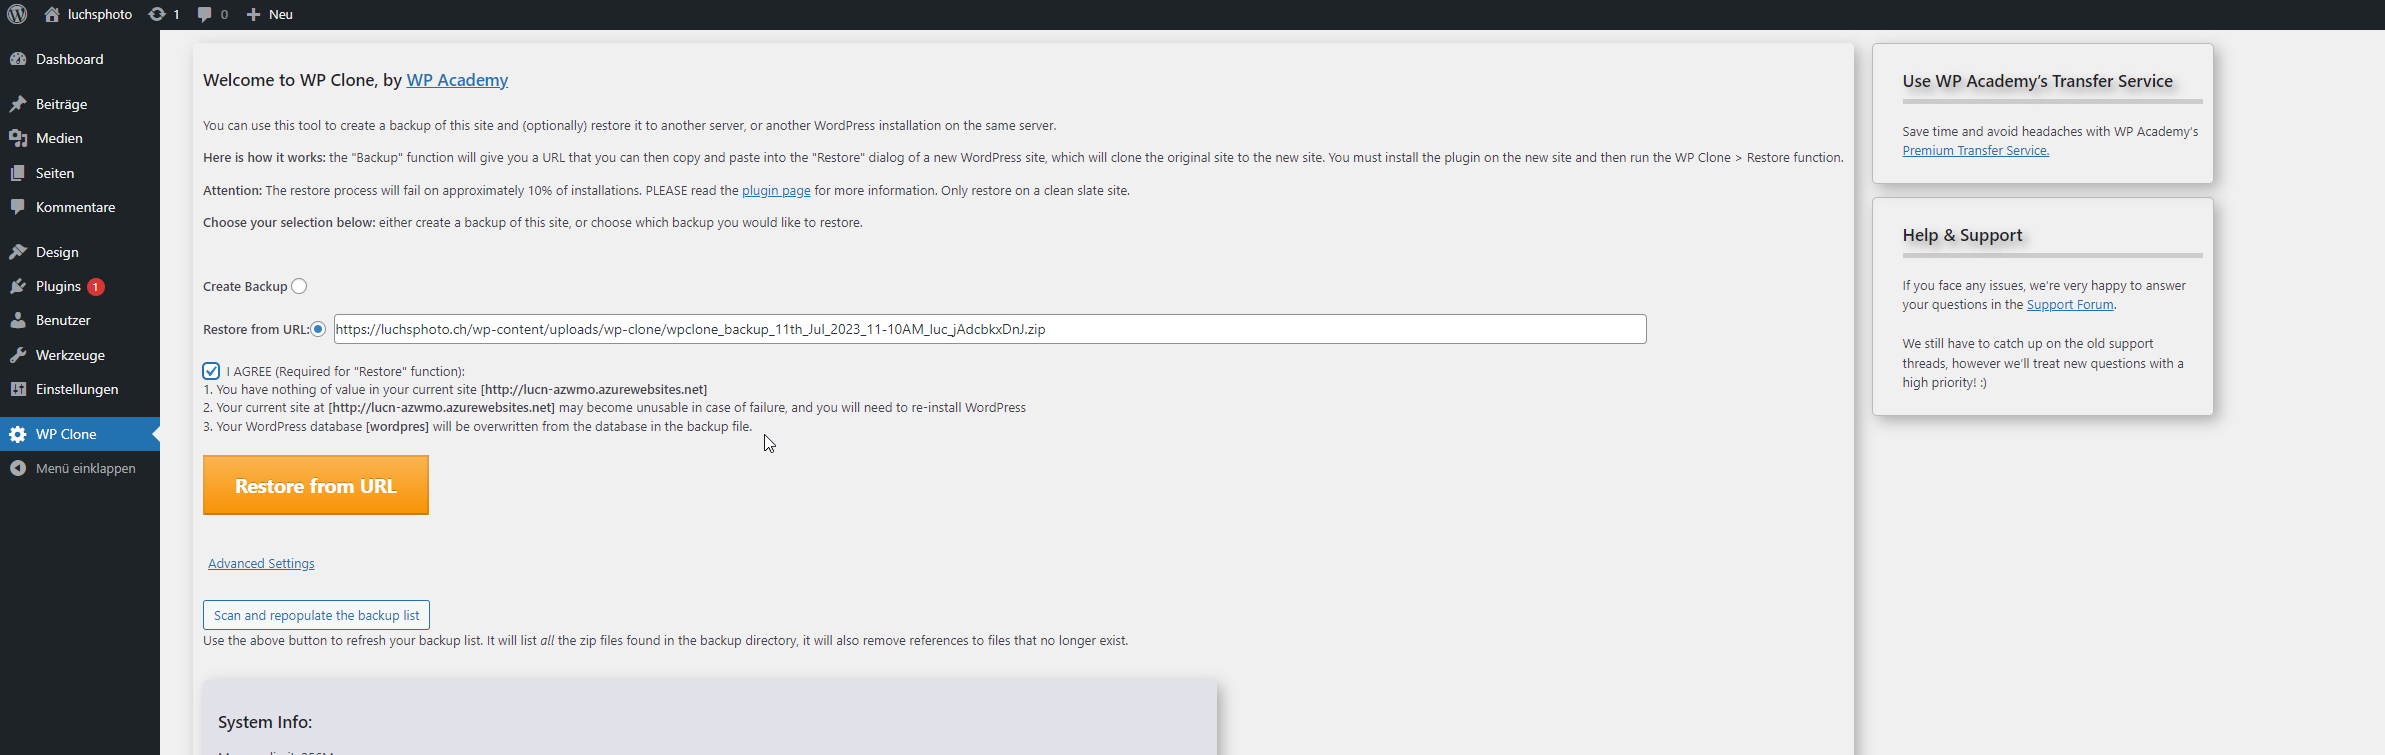 luchsphoto 1 0 Neu
Dashboard
Beiträge
Medien
Seiten
Kommentare
Design
Plugins 1
Benutzer
Werkzeuge
Einstellungen
WP Clone
Menü einklappen
Welcome to WP Clone, by WP Academy
You can use this tool to create a backup of this site and (optionally) restore it to another server, or another WordPress installation on the same server.
Here is how it works: the "Backup" function will give you a URL that you can then copy and paste into the "Restore" dialog of a new WordPress site, which will clone the original site to the new site. You must install the plugin on the new site and then run the WP Clone > Restore function.
Attention: The restore process will fail on approximately 10% of installations. PLEASE read the plugin page for more information. Only restore on a clean slate site.
Choose your selection below: either create a backup of this site, or choose which backup you would like to restore.
Create Backup
Restore from URL: https://luchsphoto.ch/wp-content/uploads/wp-clone/wpclone_backup_11th_Jul_2023_11-10AM_luc_jAdcbkxDnJ.zip
I AGREE (Required for "Restore" function):
1. You have nothing of value in your current site [http://lucn-azwmo.azurewebsites.net]
2. Your current site at [http://lucn-azwmo.azurewebsites.net] may become unusable in case of failure, and you will need to re-install WordPress
3. Your WordPress database [wordpres] will be overwritten from the database in the backup file.
Restore from URL
Advanced Settings
Scan and repopulate the backup list
Use the above button to refresh your backup list. It will list all the zip files found in the backup directory, it will also remove references to files that no longer exist.
System Info:
Use WP Academy's Transfer Service
Save time and avoid headaches with WP Academy's
Premium Transfer Service.
Help & Support
If you face any issues, we're very happy to answer
your questions in the Support Forum.
We still have to catch up on the old support
threads, however we'll treat new questions with a
high priority! :)